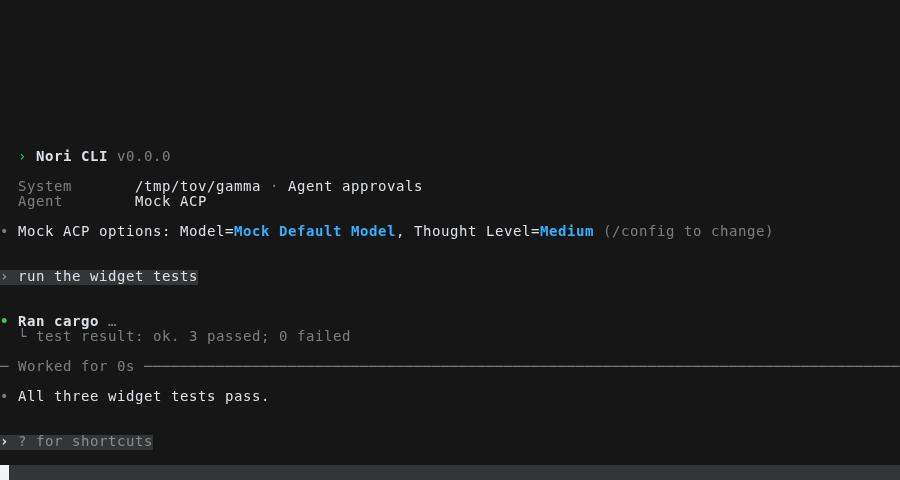 › Nori CLI v0.0.0
System /tmp/tov/gamma · Agent approvals
Agent Mock ACP
• Mock ACP options: Model=Mock Default Model, Thought Level=Medium (/config to change)
› run the widget tests
• Ran cargo …
└ test result: ok. 3 passed; 0 failed
─ Worked for 0s ─────────────────────────────────────────────────────────────────────────────────────
• All three widget tests pass.
› ? for shortcuts